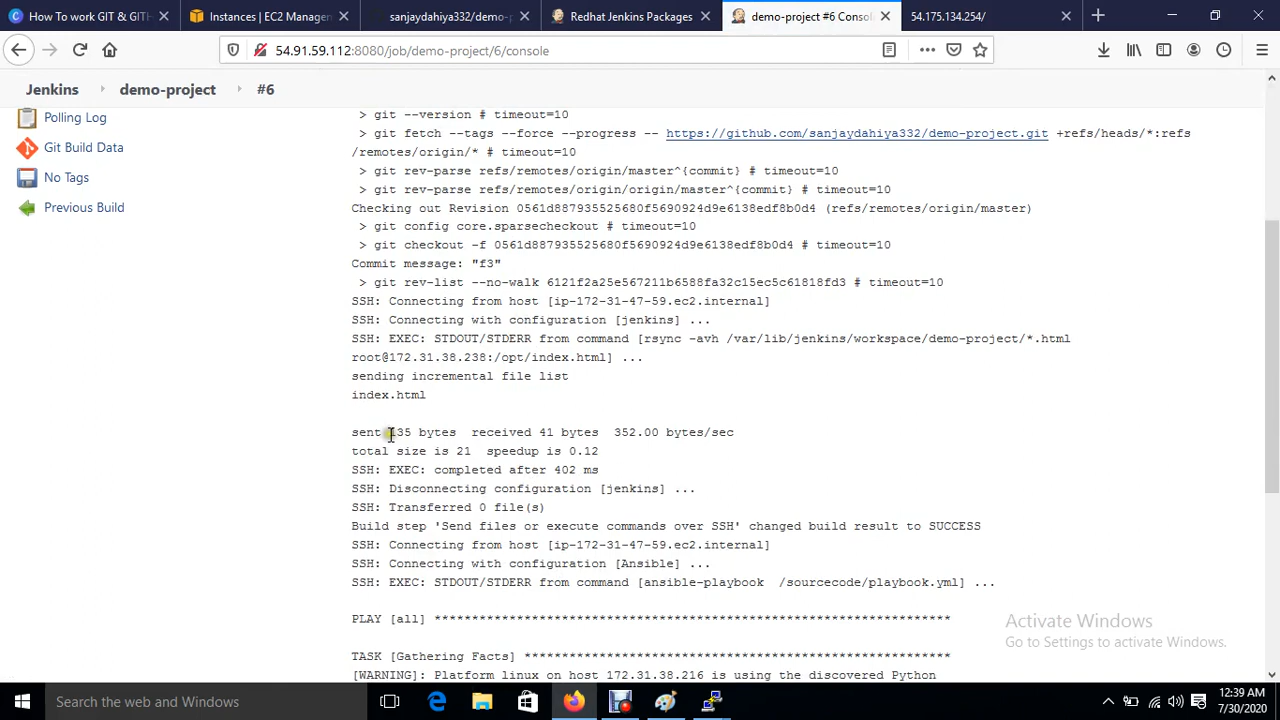 How To work GIT & GITH
Instances | EC2 Manager
sanjaydahiya332/demo-p
Redhat Jenkins Packages
demo-project #6 Consol
54.175.134.254/
54.91.59.112:8080/job/demo-project/6/console
Jenkins demo-project #6
Polling Log
Git Build Data
No Tags
Previous Build
> git --version # timeout=10
> git fetch --tags --force --progress -- https://github.com/sanjaydahiya332/demo-project.git +refs/heads/*:refs
/remotes/origin/* # timeout=10
> git rev-parse refs/remotes/origin/master^{commit} # timeout=10
> git rev-parse refs/remotes/origin/origin/master^{commit} # timeout=10
Checking out Revision 0561d887935525680f5690924d9e6138edf8b0d4 (refs/remotes/origin/master)
> git config core.sparsecheckout # timeout=10
> git checkout -f 0561d887935525680f5690924d9e6138edf8b0d4 # timeout=10
Commit message: "f3"
> git rev-list --no-walk 6121f2a25e567211b6588fa32c15ec5c61818fd3 # timeout=10
SSH: Connecting from host [ip-172-31-47-59.ec2.internal]
SSH: Connecting with configuration [jenkins] ...
SSH: EXEC: STDOUT/STDERR from command [rsync -avh /var/lib/jenkins/workspace/demo-project/*.html
root@172.31.38.238:/opt/index.html] ...
sending incremental file list
index.html
sent 135 bytes received 41 bytes 352.00 bytes/sec
total size is 21 speedup is 0.12
SSH: EXEC: completed after 402 ms
SSH: Disconnecting configuration [jenkins] ...
SSH: Transferred 0 file(s)
Build step 'Send files or execute commands over SSH' changed build result to SUCCESS
SSH: Connecting from host [ip-172-31-47-59.ec2.internal]
SSH: Connecting with configuration [Ansible] ...
SSH: EXEC: STDOUT/STDERR from command [ansible-playbook /sourcecode/playbook.yml] ...
PLAY [all] *********************************************************************
TASK [Gathering Facts] *********************************************************
[WARNING]: Platform linux on host 172.31.38.216 is using the discovered Python
Activate Windows
Go to Settings to activate Windows.
Search the web and Windows
12:39 AM
7/30/2020